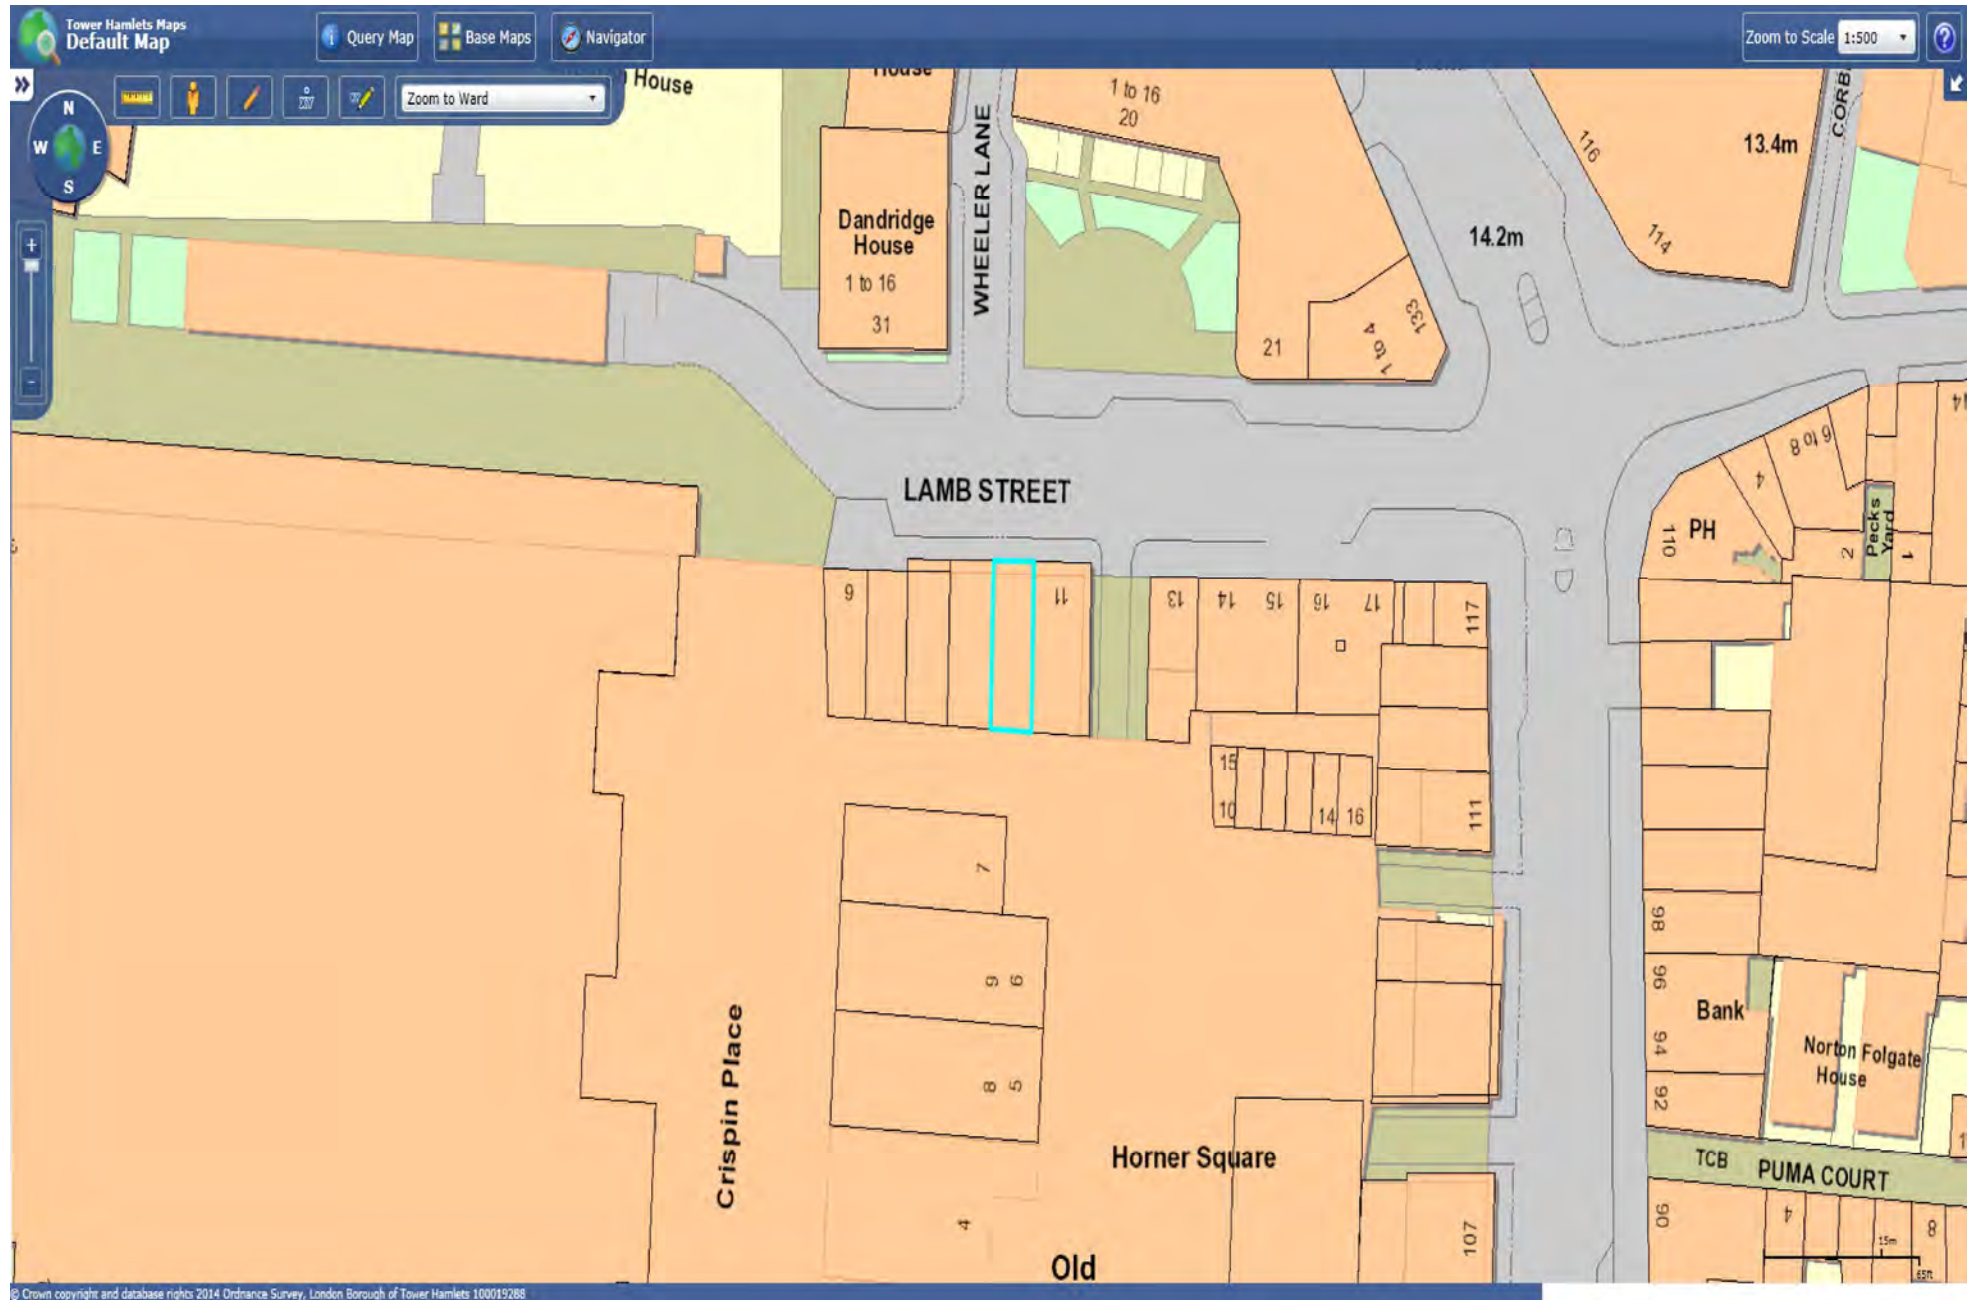 Tower Hamlets Maps
Default Map
Query Map
Base Maps
Navigator
Zoom to Scale
1:500
?
»
Zoom to Ward
N
W
E
S
+
-
House
House
1 to 16
20
WHEELER LANE
Dandridge
House
1 to 16
31
116
13.4m
114
14.2m
133
1 to 4
21
LAMB STREET
6 to 8
4
PH
110
2
Pecks
Yard
1
9
11
13
14
15
16
17
117
15
10
14
16
111
7
9
6
8
5
4
98
96
94
92
Bank
Norton Folgate
House
Crispin Place
Horner Square
TCB
PUMA COURT
90
4
8
107
Old
15m
65ft
© Crown copyright and database rights 2014 Ordnance Survey, London Borough of Tower Hamlets 100019288